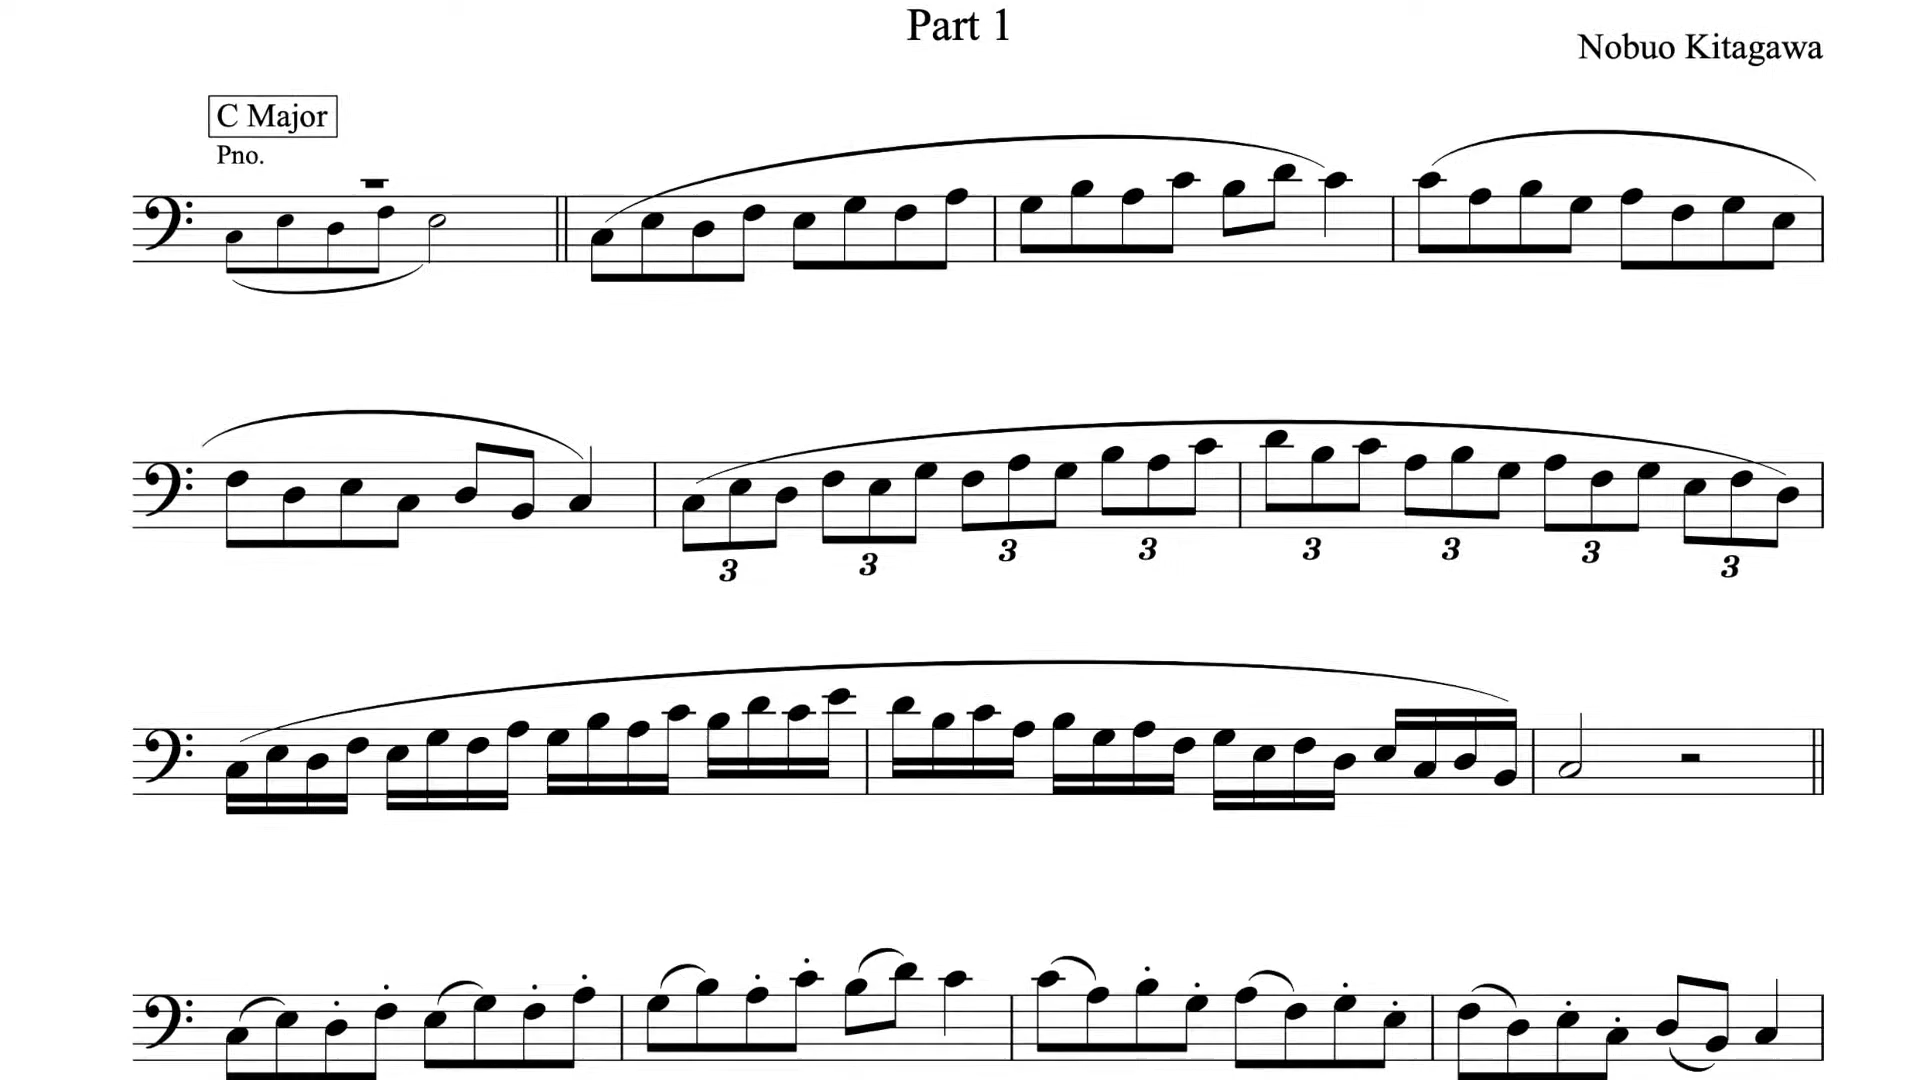 Part 1
Nobuo Kitagawa
C Major
Pno.
3 3 3 3 3 3 3 3